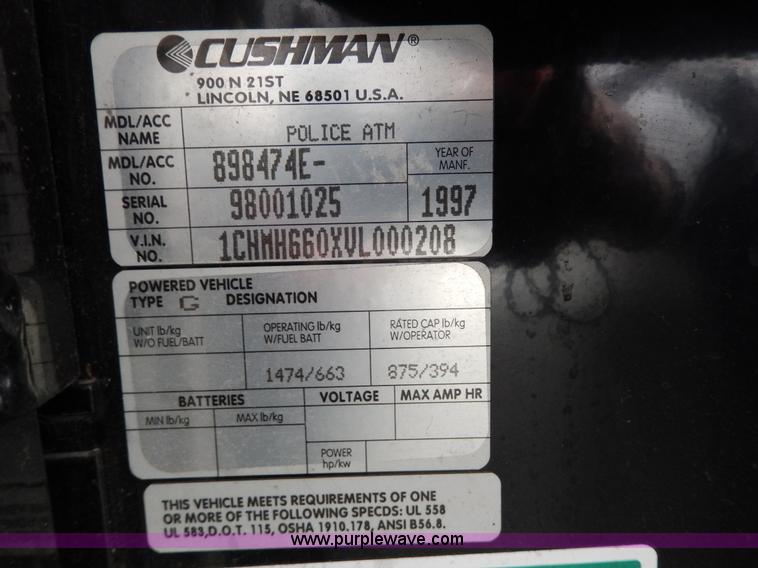 CUSHMAN®
900 N 21ST
LINCOLN, NE 68501 U.S.A.
MDL/ACC NAME POLICE ATM
MDL/ACC NO. 898474E- YEAR OF MANF.
SERIAL NO. 98001025 1997
V.I.N. NO. 1CHMH660XVL000208
POWERED VEHICLE
TYPE G DESIGNATION
UNIT lb/kg W/O FUEL/BATT OPERATING lb/kg W/FUEL BATT RATED CAP lb/kg W/OPERATOR
1474/663 875/394
BATTERIES VOLTAGE MAX AMP HR
MIN lb/kg MAX lb/kg
POWER hp/kw
THIS VEHICLE MEETS REQUIREMENTS OF ONE
OR MORE OF THE FOLLOWING SPECDS: UL 558
UL 583, D.O.T. 115, OSHA 1910.178, ANSI B56.8.
www.purplewave.com